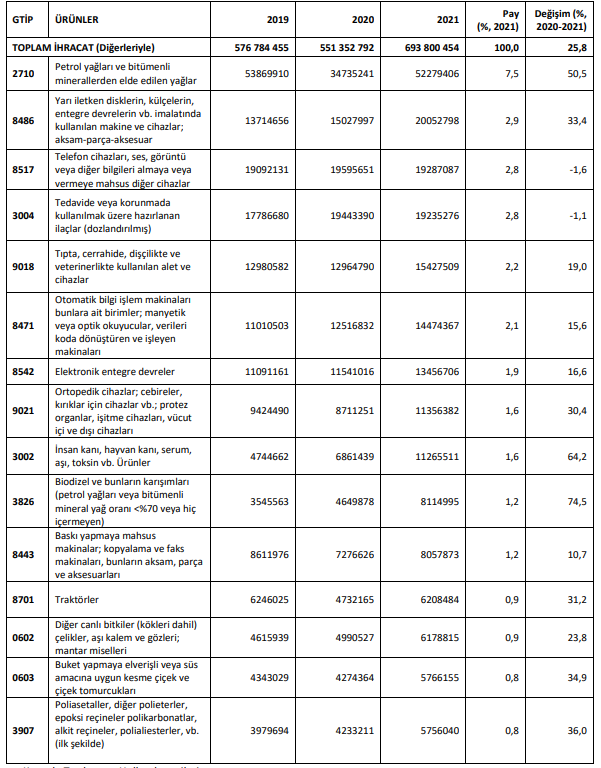 GTİP ÜRÜNLER 2019 2020 2021 Pay (%, 2021) Değişim (%, 2020-2021)
TOPLAM İHRACAT (Diğerleriyle) 576 784 455 551 352 792 693 800 454 100,0 25,8
2710 Petrol yağları ve bitümenli
minerallerden elde edilen yağlar 53869910 34735241 52279406 7,5 50,5
8486 Yarı iletken disklerin, külçelerin,
entegre devrelerin vb. imalatında
kullanılan makine ve cihazlar;
aksam-parça-aksesuar 13714656 15027997 20052798 2,9 33,4
8517 Telefon cihazları, ses, görüntü
veya diğer bilgileri almaya veya
vermeye mahsus diğer cihazlar 19092131 19595651 19287087 2,8 -1,6
3004 Tedavide veya korunmada
kullanılmak üzere hazırlanan
ilaçlar (dozlandırılmış) 17786680 19443390 19235276 2,8 -1,1
9018 Tıpta, cerrahide, dişçilikte ve
veterinerlikte kullanılan alet ve
cihazlar 12980582 12964790 15427509 2,2 19,0
8471 Otomatik bilgi işlem makinaları
bunlara ait birimler; manyetik
veya optik okuyucular, verileri
koda dönüştüren ve işleyen
makinaları 11010503 12516832 14474367 2,1 15,6
8542 Elektronik entegre devreler 11091161 11541016 13456706 1,9 16,6
9021 Ortopedik cihazlar; cebireler,
kırıklar için cihazlar vb.; protez
organlar, işitme cihazları, vücut
içi ve dışı cihazları 9424490 8711251 11356382 1,6 30,4
3002 İnsan kanı, hayvan kanı, serum,
aşı, toksin vb. Ürünler 4744662 6861439 11265511 1,6 64,2
3826 Biodizel ve bunların karışımları
(petrol yağları veya bitümenli
mineral yağ oranı <%70 veya hiç
içermeyen) 3545563 4649878 8114995 1,2 74,5
8443 Baskı yapmaya mahsus
makinalar; kopyalama ve faks
makinaları, bunların aksam, parça
ve aksesuarları 8611976 7276626 8057873 1,2 10,7
8701 Traktörler 6246025 4732165 6208484 0,9 31,2
0602 Diğer canlı bitkiler (kökleri dahil)
çelikler, aşı kalem ve gözleri;
mantar miselleri 4615939 4990527 6178815 0,9 23,8
0603 Buket yapmaya elverişli veya süs
amacına uygun kesme çiçek ve
çiçek tomurcukları 4343029 4274364 5766155 0,8 34,9
3907 Poliasetaller, diğer polieterler,
epoksi reçineler polikarbonatlar,
alkit reçineler, polialiesterler, vb.
(ilk şekilde) 3979694 4233211 5756040 0,8 36,0